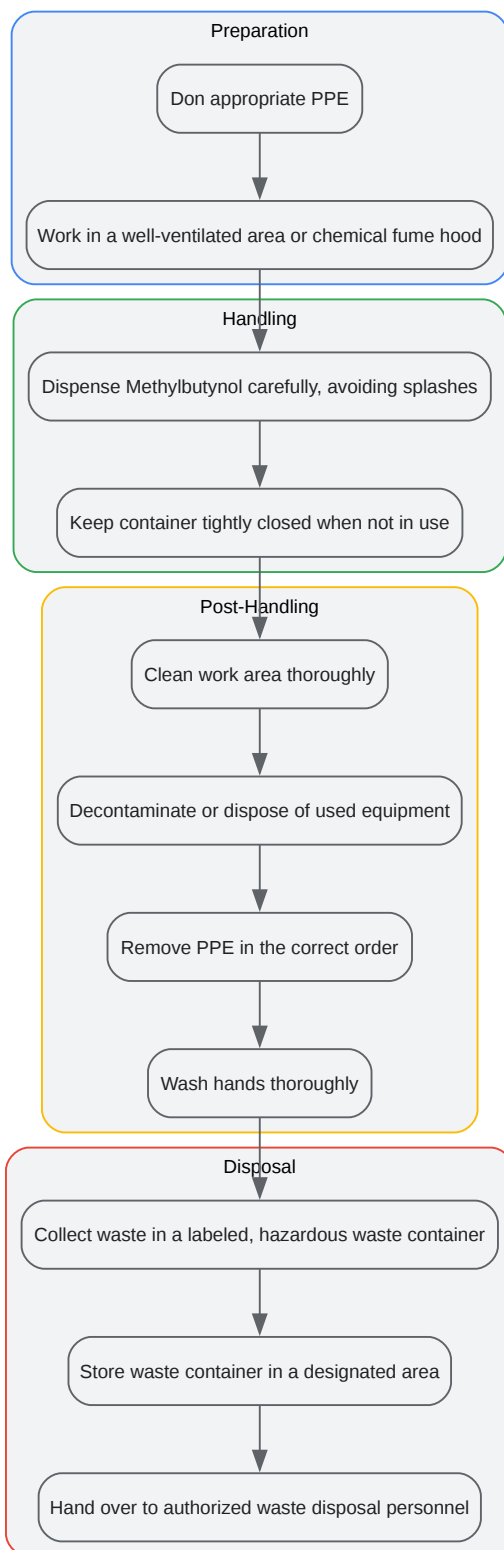 Preparation
Don appropriate PPE
Work in a well-ventilated area or chemical fume hood
Handling
Dispense Methylbutynol carefully, avoiding splashes
Keep container tightly closed when not in use
Post-Handling
Clean work area thoroughly
Decontaminate or dispose of used equipment
Remove PPE in the correct order
Wash hands thoroughly
Disposal
Collect waste in a labeled, hazardous waste container
Store waste container in a designated area
Hand over to authorized waste disposal personnel